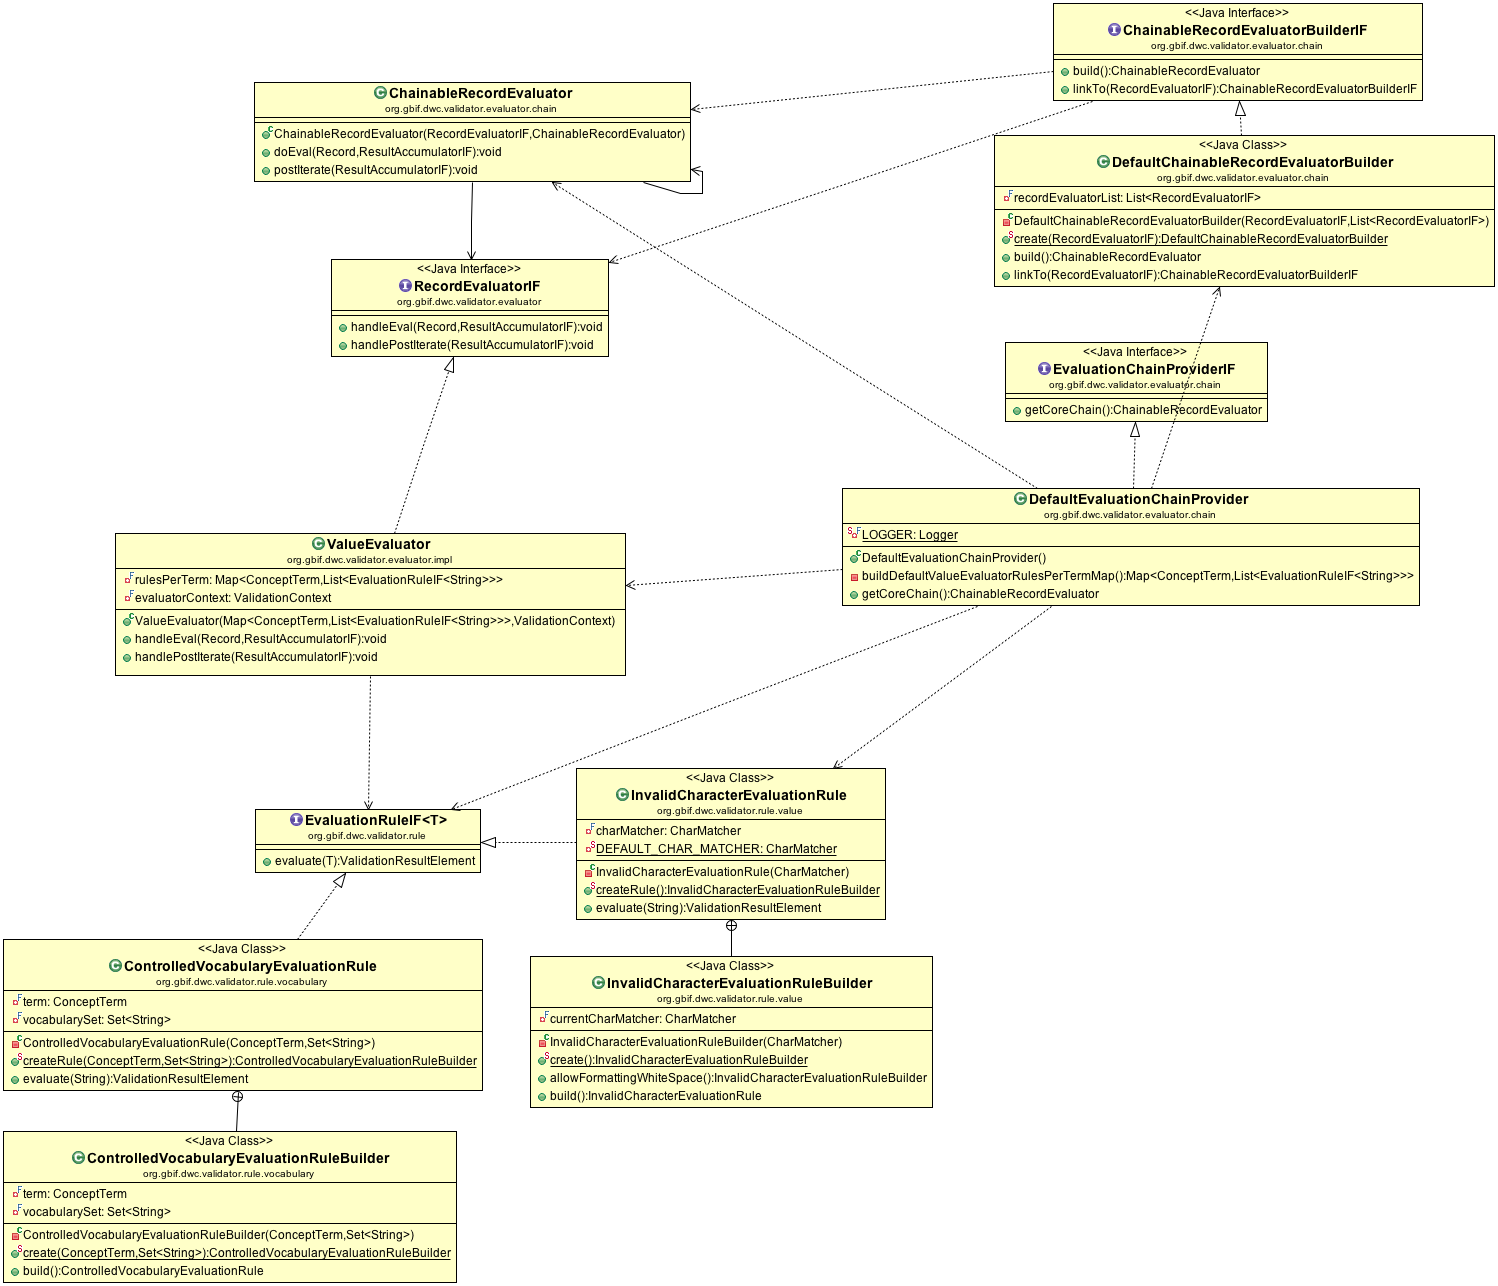 <<Java Interface>>
ChainableRecordEvaluatorBuilderIF
org.gbif.dwc.validator.evaluator.chain
build():ChainableRecordEvaluator
linkTo(RecordEvaluatorIF):ChainableRecordEvaluatorBuilderIF
ChainableRecordEvaluator
org.gbif.dwc.validator.evaluator.chain
ChainableRecordEvaluator(RecordEvaluatorIF,ChainableRecordEvaluator)
doEval(Record,ResultAccumulatorIF):void
postIterate(ResultAccumulatorIF):void
<<Java Class>>
DefaultChainableRecordEvaluatorBuilder
org.gbif.dwc.validator.evaluator.chain
recordEvaluatorList: List<RecordEvaluatorIF>
DefaultChainableRecordEvaluatorBuilder(RecordEvaluatorIF,List<RecordEvaluatorIF>)
create(RecordEvaluatorIF):DefaultChainableRecordEvaluatorBuilder
build():ChainableRecordEvaluator
linkTo(RecordEvaluatorIF):ChainableRecordEvaluatorBuilderIF
<<Java Interface>>
RecordEvaluatorIF
org.gbif.dwc.validator.evaluator
handleEval(Record,ResultAccumulatorIF):void
handlePostIterate(ResultAccumulatorIF):void
<<Java Interface>>
EvaluationChainProviderIF
org.gbif.dwc.validator.evaluator.chain
getCoreChain():ChainableRecordEvaluator
DefaultEvaluationChainProvider
org.gbif.dwc.validator.evaluator.chain
LOGGER: Logger
DefaultEvaluationChainProvider()
buildDefaultValueEvaluatorRulesPerTermMap():Map<ConceptTerm,List<EvaluationRuleIF<String>>>
getCoreChain():ChainableRecordEvaluator
ValueEvaluator
org.gbif.dwc.validator.evaluator.impl
rulesPerTerm: Map<ConceptTerm,List<EvaluationRuleIF<String>>>
evaluatorContext: ValidationContext
ValueEvaluator(Map<ConceptTerm,List<EvaluationRuleIF<String>>>,ValidationContext)
handleEval(Record,ResultAccumulatorIF):void
handlePostIterate(ResultAccumulatorIF):void
<<Java Class>>
InvalidCharacterEvaluationRule
org.gbif.dwc.validator.rule.value
charMatcher: CharMatcher
DEFAULT_CHAR_MATCHER: CharMatcher
InvalidCharacterEvaluationRule(CharMatcher)
createRule():InvalidCharacterEvaluationRuleBuilder
evaluate(String):ValidationResultElement
EvaluationRuleIF<T>
org.gbif.dwc.validator.rule
evaluate(T):ValidationResultElement
<<Java Class>>
ControlledVocabularyEvaluationRule
org.gbif.dwc.validator.rule.vocabulary
term: ConceptTerm
vocabularySet: Set<String>
ControlledVocabularyEvaluationRule(ConceptTerm,Set<String>)
createRule(ConceptTerm,Set<String>):ControlledVocabularyEvaluationRuleBuilder
evaluate(String):ValidationResultElement
<<Java Class>>
InvalidCharacterEvaluationRuleBuilder
org.gbif.dwc.validator.rule.value
currentCharMatcher: CharMatcher
InvalidCharacterEvaluationRuleBuilder(CharMatcher)
create():InvalidCharacterEvaluationRuleBuilder
allowFormattingWhiteSpace():InvalidCharacterEvaluationRuleBuilder
build():InvalidCharacterEvaluationRule
<<Java Class>>
ControlledVocabularyEvaluationRuleBuilder
org.gbif.dwc.validator.rule.vocabulary
term: ConceptTerm
vocabularySet: Set<String>
ControlledVocabularyEvaluationRuleBuilder(ConceptTerm,Set<String>)
create(ConceptTerm,Set<String>):ControlledVocabularyEvaluationRuleBuilder
build():ControlledVocabularyEvaluationRule